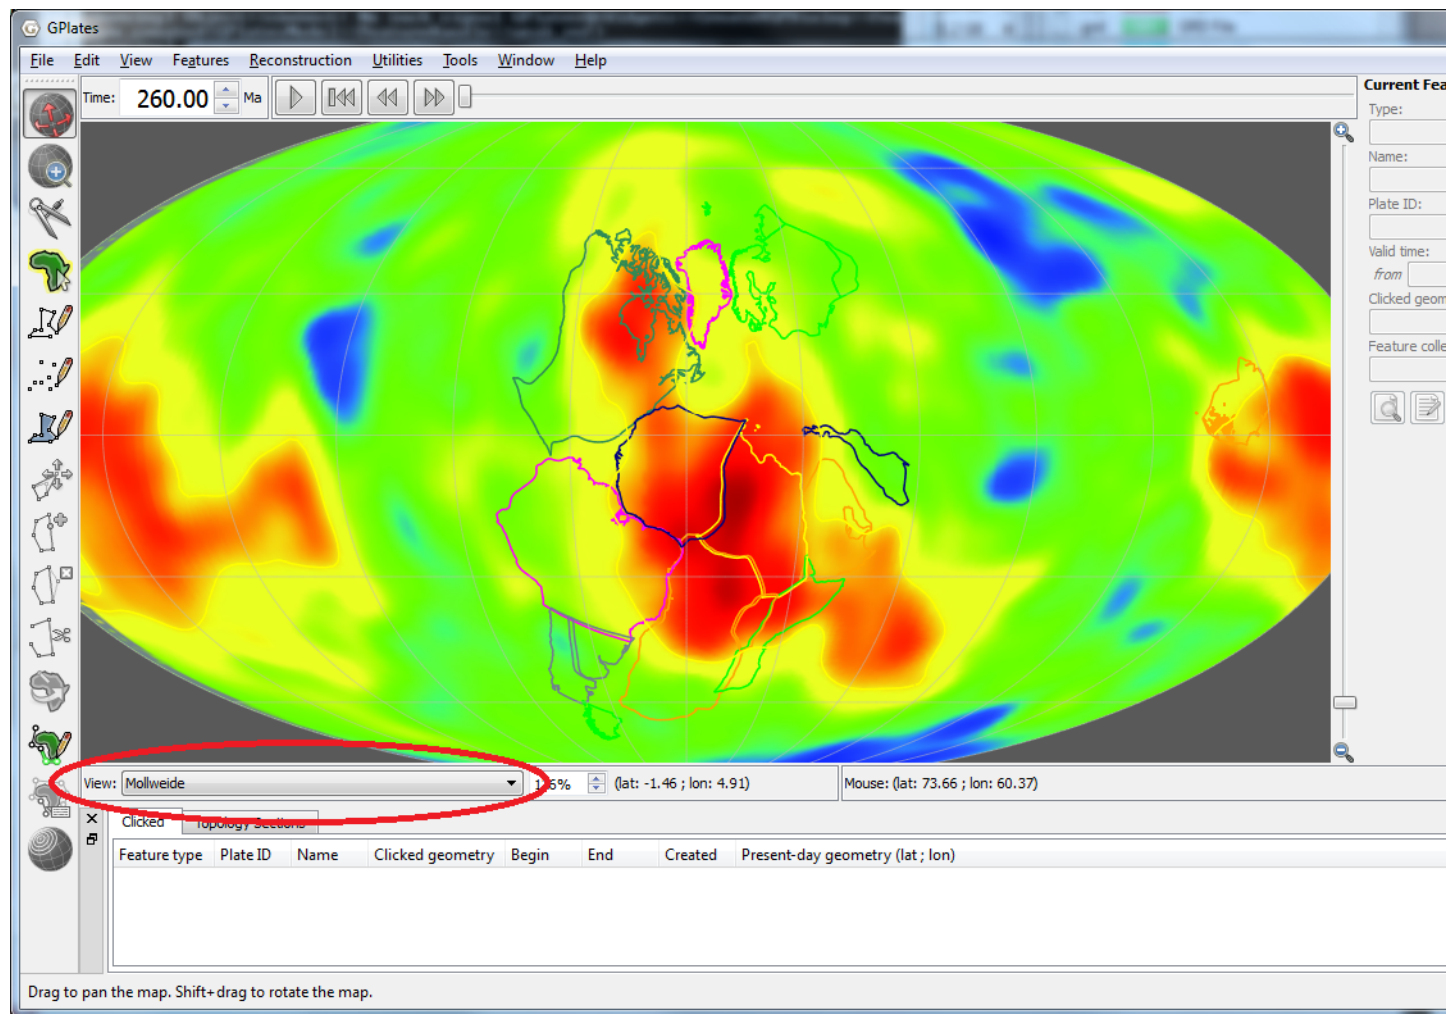 GPlates
File Edit View Features Reconstruction Utilities Tools Window Help
Time: 260.00 Ma
Current Fea
Type:
Name:
Plate ID:
Valid time:
from
Clicked geom
Feature colle
View: Mollweide (lat: -1.46 ; lon: 4.91) Mouse: (lat: 73.66 ; lon: 60.37)
Clicked Topology Sections
Feature type Plate ID Name Clicked geometry Begin End Created Present-day geometry (lat ; lon)
Drag to pan the map. Shift+drag to rotate the map.